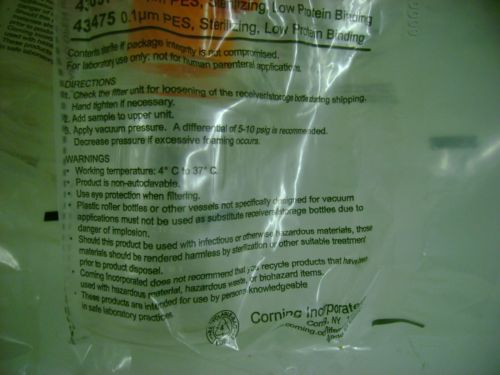 PES, Sterilizing, Low Protein Binding
43475 0.1µm PES, Sterilizing, Low Protein Binding
Contents sterile if package integrity is not compromised.
For laboratory use only; not for human parenteral applications.
DIRECTIONS
1. Check the filter unit for loosening of the receiver/storage bottle during shipping.
Hand tighten if necessary.
2. Add sample to upper unit.
3. Apply vacuum pressure. A differential of 5-10 psig is recommended.
Decrease pressure if excessive foaming occurs.
WARNINGS
• Working temperature: 4° C to 37° C.
• Product is non-autoclavable.
• Use eye protection when filtering.
• Plastic roller bottles or other vessels not specifically designed for vacuum
applications must not be used as substitute receivers/storage bottles due to
danger of implosion.
• Should this product be used with infectious or otherwise hazardous materials, those
materials should be rendered harmless by sterilization or other suitable treatment
prior to product disposal.
• Corning Incorporated does not recommend that you recycle products that have been
used with hazardous material, hazardous waste, or biohazard items.
• These products are intended for use by persons knowledgeable
in safe laboratory practices.
Corning Incorporate
NY